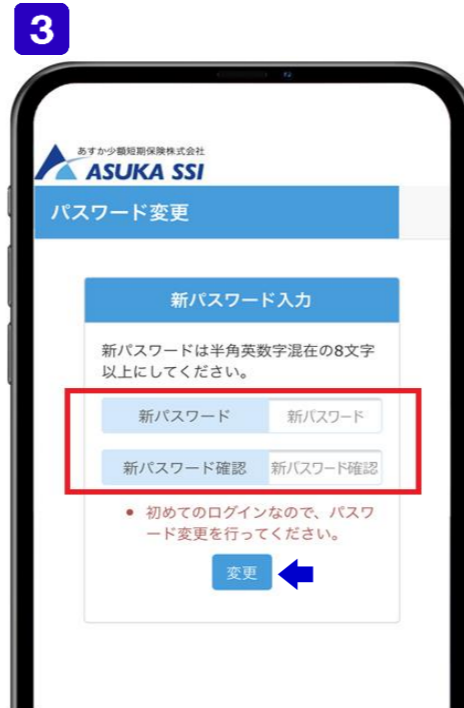 3
あすか少額短期保険株式会社
ASUKA SSI
パスワード変更
新パスワード入力
新パスワードは半角英数字混在の8文字
以上にしてください。
新パスワード 新パスワード
新パスワード確認 新パスワード確認
• 初めてのログインなので、パスワ
ード変更を行ってください。
変更